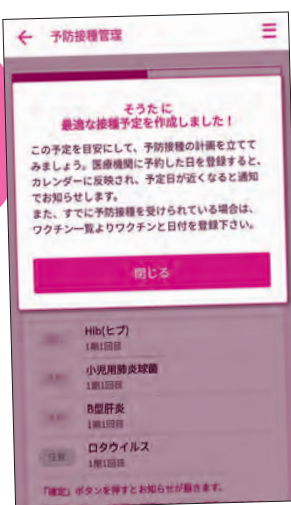 予防接種管理
そうたに
最適な接種予定を作成しました！
この予定を目安にして、予防接種の計画を立てて
みましょう。医療機関に予約した日を登録すると、
カレンダーに反映され、予定日が近くなると通知
でお知らせします。
また、すでに予防接種を受けられている場合は、
ワクチン一覧よりワクチンと日付を登録下さい。
閉じる
Hib(ヒブ)
1期1回目
小児用肺炎球菌
1期1回目
B型肝炎
1期1回目
任意
ロタウイルス
1期1回目
「確定」ボタンを押すとお知らせが届きます。